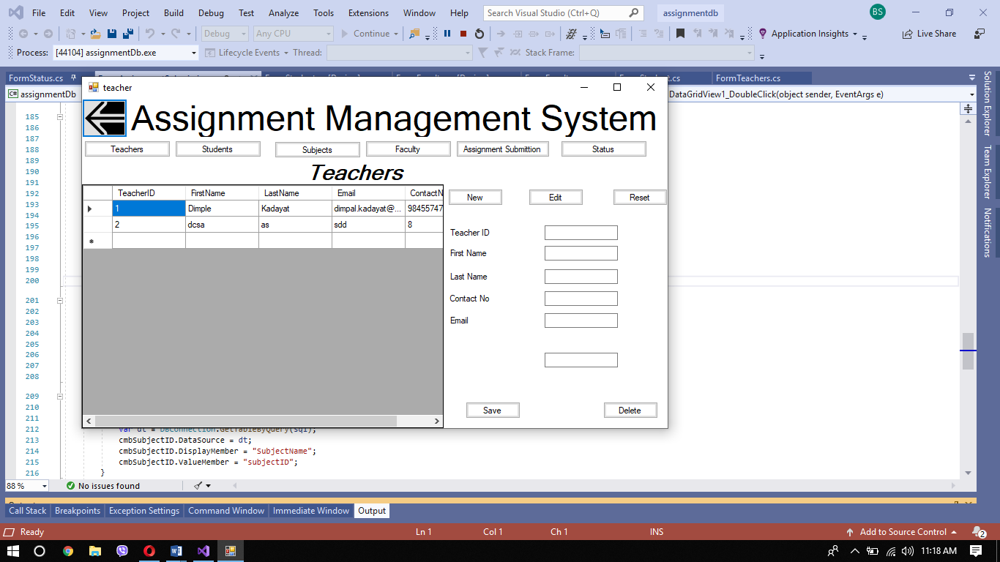 File Edit View Project Build Debug Test Analyze Tools Extensions Window Help Search Visual Studio (Ctrl+Q) assignmentdb BS
Debug Any CPU Continue Application Insights Live Share
Process: [44104] assignmentDb.exe Lifecycle Events Thread: Stack Frame:
FormStatus.cs FormTeachers.cs
assignmentDb DataGridView1_DoubleClick(object sender, EventArgs e)
teacher
Assignment Management System
Teachers Students Subjects Faculty Assignment Submittion Status
Teachers
TeacherID FirstName LastName Email ContactN
1 Dimple Kadayat dimpal.kadayat@... 98455747
2 dcsa as sdd 8
New Edit Reset
Teacher ID
First Name
Last Name
Contact No
Email
Save Delete
185
186
187
188
189
190
191
192
193
194
195
196
197
198
199
200
201
202
203
204
205
206
207
208
209
210
211
212 var dt = DBConnection.GetTableByQuery(sql);
213 cmbSubjectID.DataSource = dt;
214 cmbSubjectID.DisplayMember = "SubjectName";
215 cmbSubjectID.ValueMember = "subjectID";
216 }
88 % No issues found
Call Stack Breakpoints Exception Settings Command Window Immediate Window Output
Ready Ln 1 Col 1 Ch 1 INS Add to Source Control 2
11:18 AM
Solution Explorer
Team Explorer
Notifications